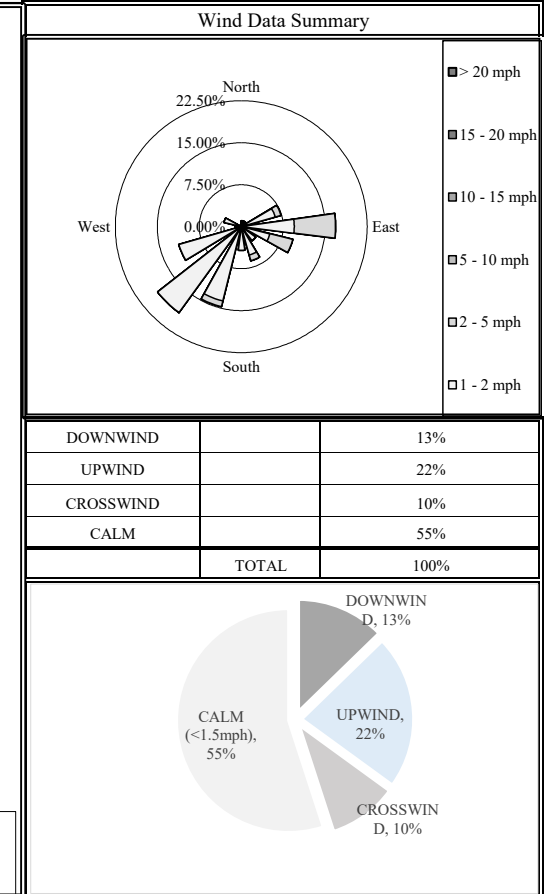 Wind Data Summary
North
22.50%
15.00%
7.50%
0.00%
West
East
South
> 20 mph
15 - 20 mph
10 - 15 mph
5 - 10 mph
2 - 5 mph
1 - 2 mph
DOWNWIND 13%
UPWIND 22%
CROSSWIND 10%
CALM 55%
TOTAL 100%
DOWNWIN
D, 13%
UPWIND,
22%
CROSSWIN
D, 10%
CALM
(<1.5mph),
55%